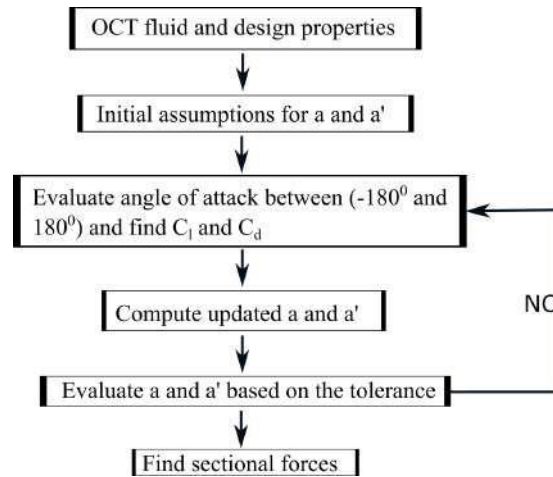 OCT fluid and design properties
Initial assumptions for a and a'
Evaluate angle of attack between (-180⁰ and
180⁰) and find Cₗ and C_d
Compute updated a and a'
NO
Evaluate a and a' based on the tolerance
Find sectional forces